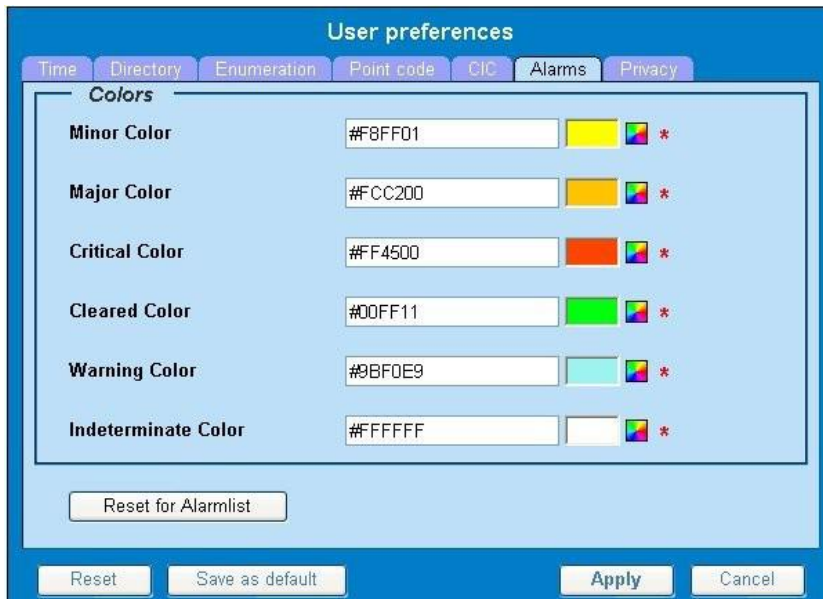 User preferences
Time Directory Enumeration Point code CIC Alarms Privacy
Colors
Minor Color #F8FF01 *
Major Color #FCC200 *
Critical Color #FF4500 *
Cleared Color #00FF11 *
Warning Color #9BF0E9 *
Indeterminate Color #FFFFFF *
Reset for Alarmlist
Reset Save as default Apply Cancel